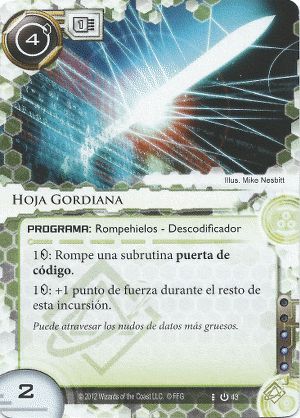 4
1
Illus. Mike Nesbitt
HOJA GORDIANA
PROGRAMA: Rompehielos - Descodificador
1: Rompe una subrutina puerta de
código.
1: +1 punto de fuerza durante el resto de
esta incursión.
Puede atravesar los nudos de datos más gruesos.
2
© 2012 Wizards of the Coast LLC. © FFG
43